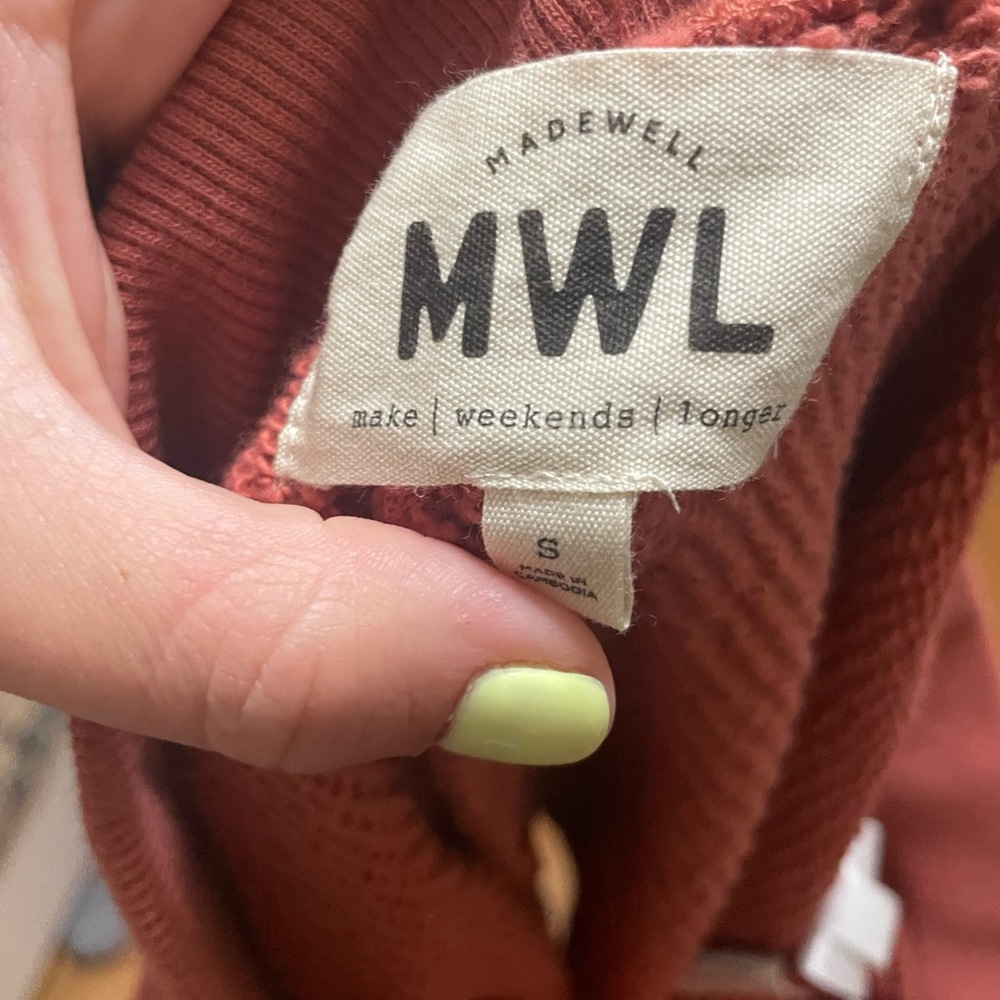 MADEWELL
MWL
make | weekends | longer
S
MADE IN
CAMBODIA